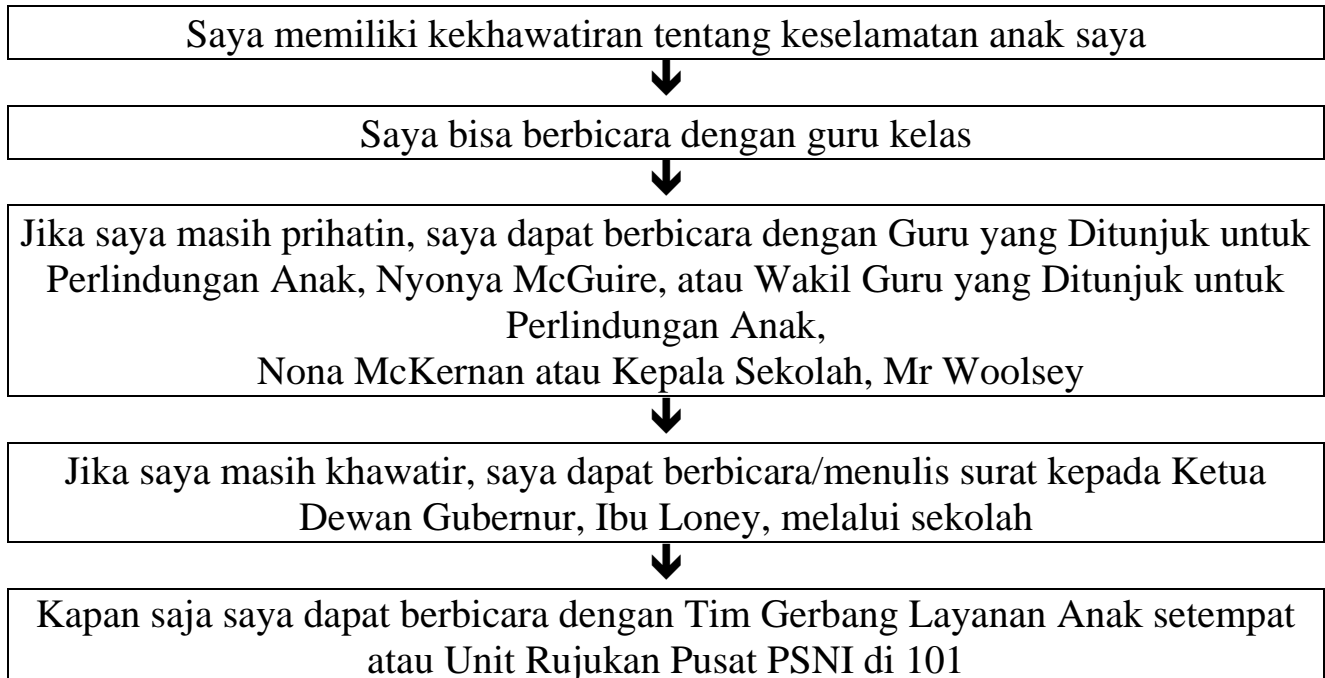 Saya memiliki kekhawatiran tentang keselamatan anak saya
Saya bisa berbicara dengan guru kelas
Jika saya masih prihatin, saya dapat berbicara dengan Guru yang Ditunjuk untuk
Perlindungan Anak, Nyonya McGuire, atau Wakil Guru yang Ditunjuk untuk
Perlindungan Anak,
Nona McKernan atau Kepala Sekolah, Mr Woolsey
Jika saya masih khawatir, saya dapat berbicara/menulis surat kepada Ketua
Dewan Gubernur, Ibu Loney, melalui sekolah
Kapan saja saya dapat berbicara dengan Tim Gerbang Layanan Anak setempat
atau Unit Rujukan Pusat PSNI di 101